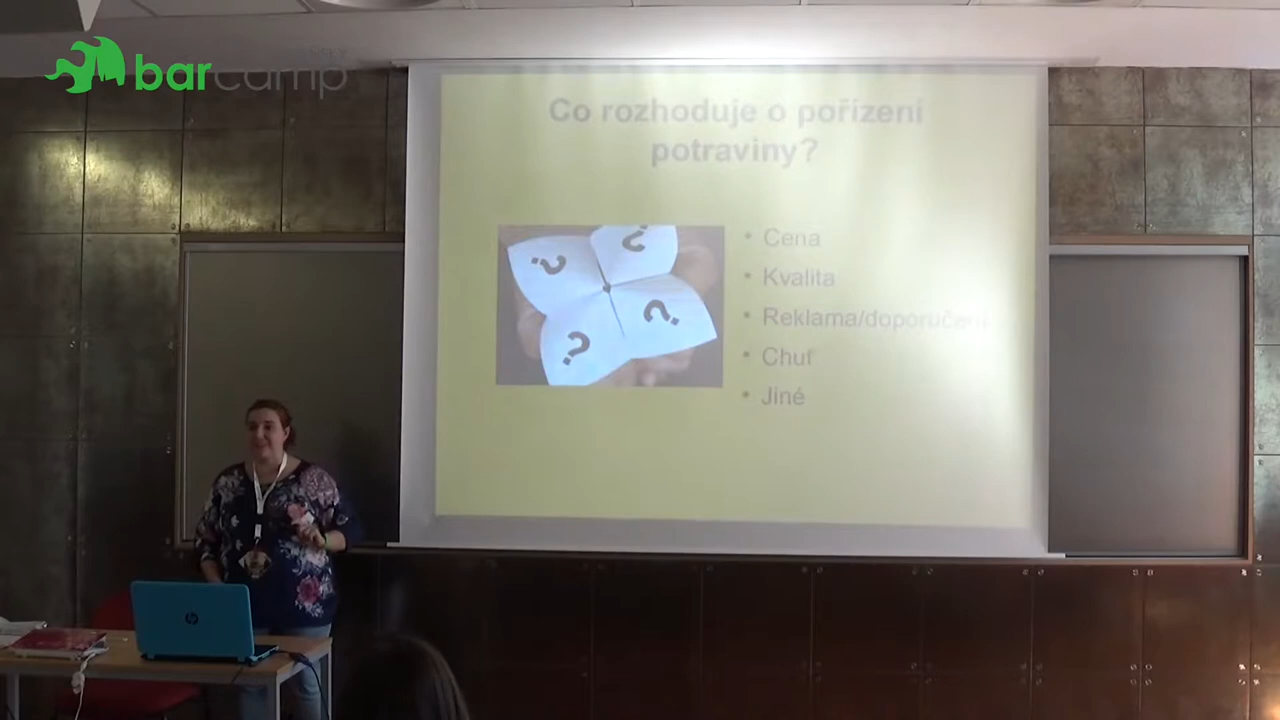 barcamp
Co rozhoduje o pořízení
potraviny?
• Cena
• Kvalita
• Reklama/doporučení
• Chuť
• Jiné
? ? ? ?
hp